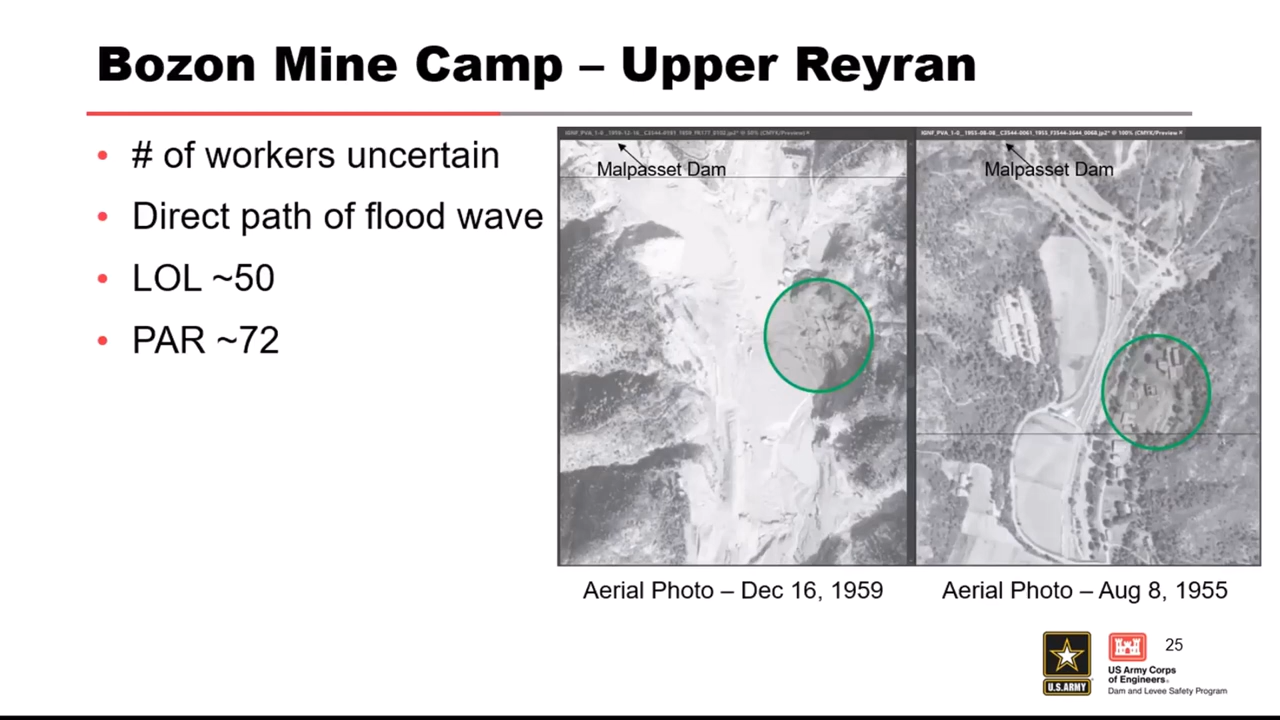 Bozon Mine Camp – Upper Reyran
• # of workers uncertain
• Direct path of flood wave
• LOL ~50
• PAR ~72
Malpasset Dam
Malpasset Dam
Aerial Photo – Dec 16, 1959
Aerial Photo – Aug 8, 1955
U.S.ARMY
US Army Corps
of Engineers®
Dam and Levee Safety Program
25